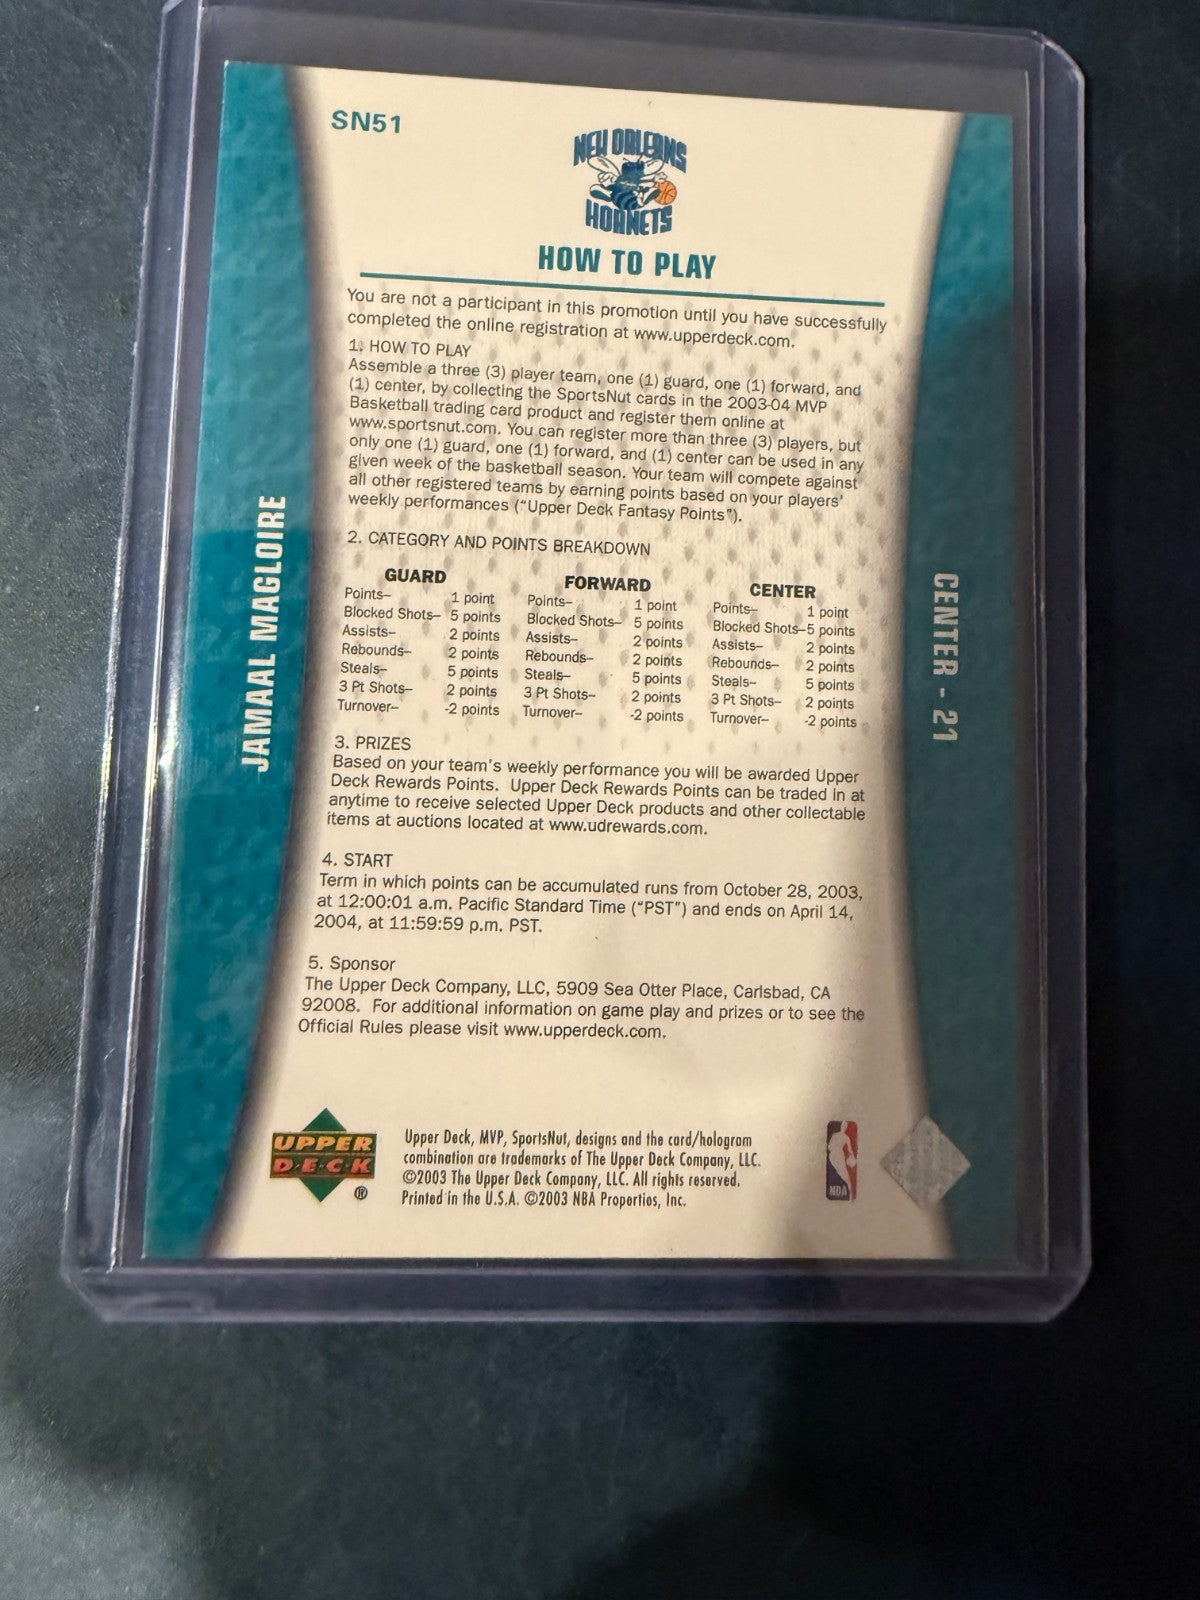 SN51
NEW ORLEANS
HORNETS
HOW TO PLAY
You are not a participant in this promotion until you have successfully
completed the online registration at www.upperdeck.com.
1. HOW TO PLAY
Assemble a three (3) player team, one (1) guard, one (1) forward, and
(1) center, by collecting the SportsNut cards in the 2003-04 MVP
Basketball trading card product and register them online at
www.sportsnut.com. You can register more than three (3) players, but
only one (1) guard, one (1) forward, and (1) center can be used in any
given week of the basketball season. Your team will compete against
all other registered teams by earning points based on your players'
weekly performances ("Upper Deck Fantasy Points").
2. CATEGORY AND POINTS BREAKDOWN
GUARD
Points– 1 point
Blocked Shots– 5 points
Assists– 2 points
Rebounds– 2 points
Steals– 5 points
3 Pt Shots– 2 points
Turnover– -2 points
FORWARD
Points– 1 point
Blocked Shots– 5 points
Assists– 2 points
Rebounds– 2 points
Steals– 5 points
3 Pt Shots– 2 points
Turnover– -2 points
CENTER
Points– 1 point
Blocked Shots–5 points
Assists– 2 points
Rebounds– 2 points
Steals– 5 points
3 Pt Shots– 2 points
Turnover– -2 points
3. PRIZES
Based on your team's weekly performance you will be awarded Upper
Deck Rewards Points. Upper Deck Rewards Points can be traded in at
anytime to receive selected Upper Deck products and other collectable
items at auctions located at www.udrewards.com.
4. START
Term in which points can be accumulated runs from October 28, 2003,
at 12:00:01 a.m. Pacific Standard Time ("PST") and ends on April 14,
2004, at 11:59:59 p.m. PST.
5. Sponsor
The Upper Deck Company, LLC, 5909 Sea Otter Place, Carlsbad, CA
92008. For additional information on game play and prizes or to see the
Official Rules please visit www.upperdeck.com.
JAMAAL MAGLOIRE
CENTER - 21
UPPER
DECK
®
Upper Deck, MVP, SportsNut, designs and the card/hologram
combination are trademarks of The Upper Deck Company, LLC.
©2003 The Upper Deck Company, LLC. All rights reserved.
Printed in the U.S.A. ©2003 NBA Properties, Inc.
NBA